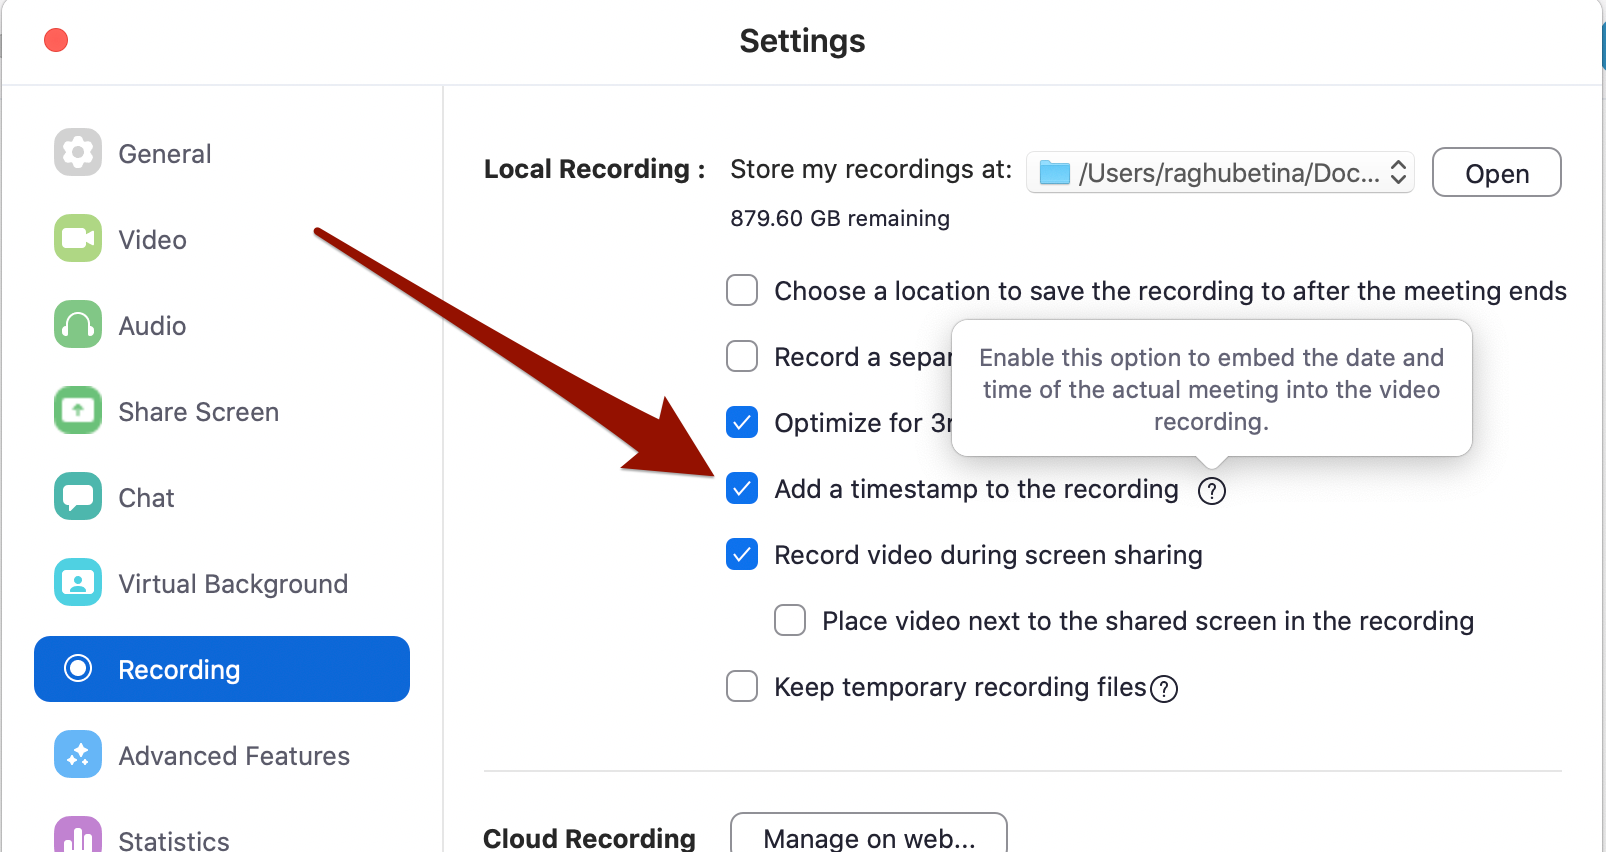 Settings
General
Video
Audio
Share Screen
Chat
Virtual Background
Recording
Advanced Features
Statistics
Local Recording :
Store my recordings at:
/Users/raghubetina/Doc...
Open
879.60 GB remaining
Choose a location to save the recording to after the meeting ends
Record a
Optimize for
Enable this option to embed the date and
time of the actual meeting into the video
recording.
Add a timestamp to the recording ?
Record video during screen sharing
Place video next to the shared screen in the recording
Keep temporary recording files ?
Cloud Recording
Manage on web...